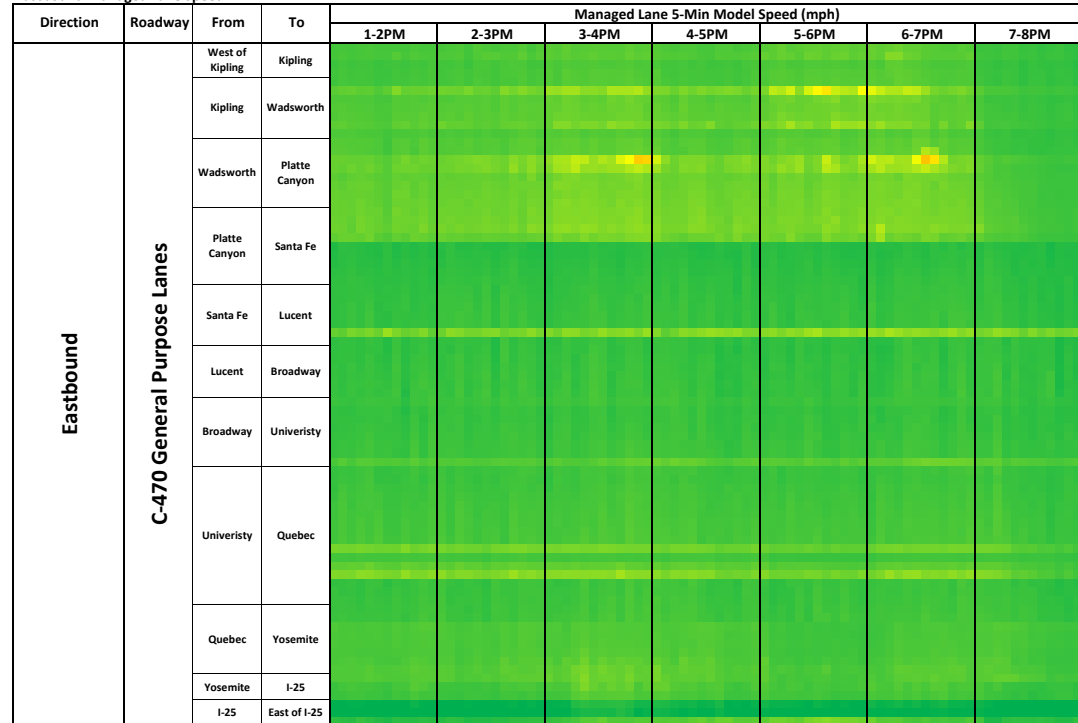 Managed Lane 5-Min Model Speed (mph)
Direction Roadway From To
1-2PM 2-3PM 3-4PM 4-5PM 5-6PM 6-7PM 7-8PM
Eastbound
C-470 General Purpose Lanes
West of
Kipling
Kipling
Kipling
Wadsworth
Wadsworth
Platte
Canyon
Platte
Canyon
Santa Fe
Santa Fe
Lucent
Lucent
Broadway
Broadway
Univeristy
Univeristy
Quebec
Quebec
Yosemite
Yosemite
I-25
I-25
East of I-25